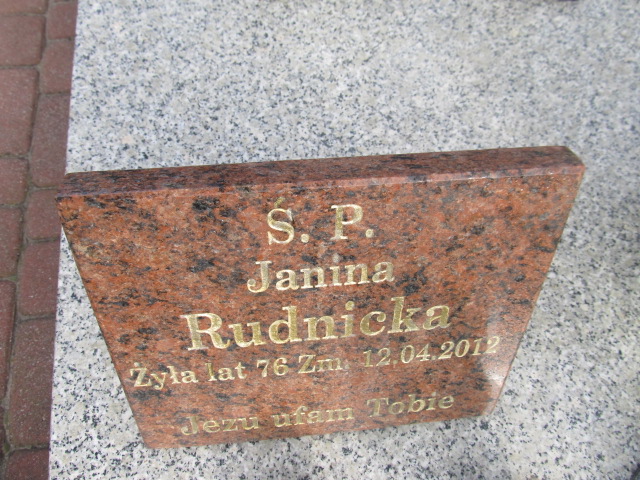 Ś. P.
Janina
Rudnicka
Żyła lat 76 Zm. 12.04.2012
Jezu ufam Tobie